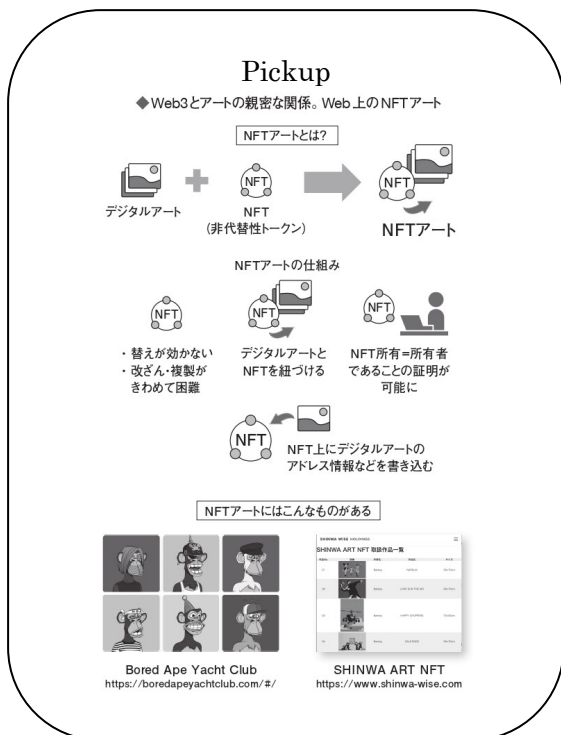 Pickup
◆Web3とアートの親密な関係。Web上のNFTアート
NFTアートとは?
NFT
NFT
デジタルアート
NFT
(非代替性トークン)
NFTアート
NFTアートの仕組み
NFT
NFT
NFT
・替えが効かない
・改ざん・複製が
きわめて困難
デジタルアートと
NFTを紐づける
NFT所有=所有者
であることの証明が
可能に
NFT
NFT上にデジタルアートの
アドレス情報などを書き込む
NFTアートにはこんなものがある
SHINWA WISE HOLDINGS
SHINWA ART NFT 取扱作品一覧
Bored Ape Yacht Club
https://boredapeyachtclub.com/#/
SHINWA ART NFT
https://www.shinwa-wise.com